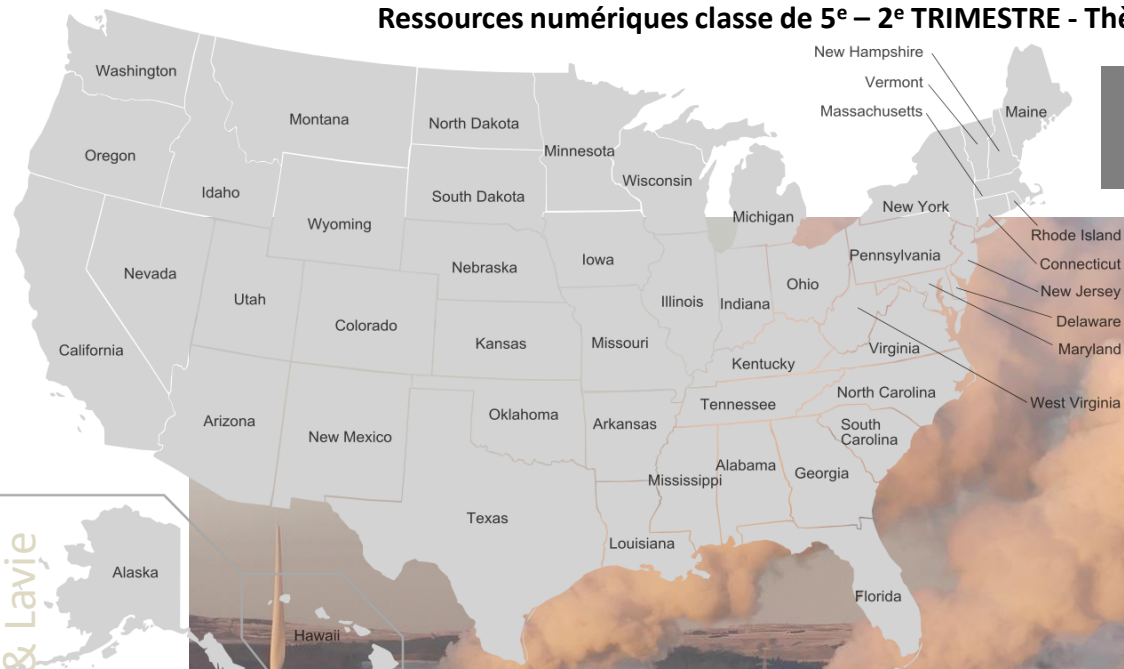 Ressources numériques classe de 5e – 2e TRIMESTRE - Thè
New Hampshire
Vermont
Massachusetts
Maine
Washington
Montana
North Dakota
Minnesota
Oregon
Idaho
South Dakota
Wisconsin
Wyoming
Michigan
New York
Rhode Island
Connecticut
New Jersey
Delaware
Maryland
West Virginia
Nevada
Utah
Nebraska
Iowa
Pennsylvania
Ohio
Illinois
Indiana
Colorado
Kansas
Missouri
California
Kentucky
Virginia
Arizona
New Mexico
Oklahoma
Arkansas
Tennessee
North Carolina
South
Carolina
Mississippi
Alabama
Georgia
Texas
Louisiana
Florida
Alaska
Hawaii
& Lavie